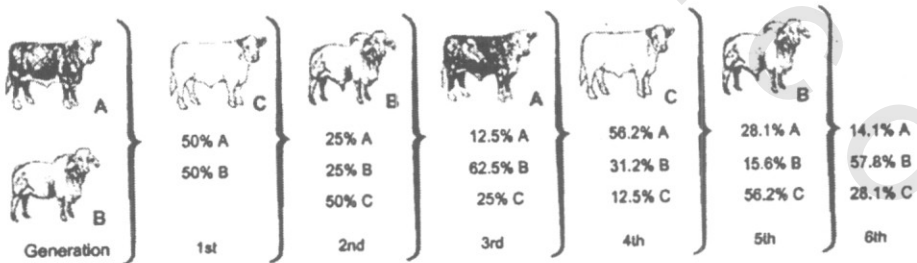 A
C
B
A
C
B
50% A
25% A
12.5% A
56.2% A
28.1% A
14.1% A
50% B
25% B
62.5% B
31.2% B
15.6% B
57.8% B
B
50% C
25% C
12.5% C
56.2% C
28.1% C
Generation
1st
2nd
3rd
4th
5th
6th